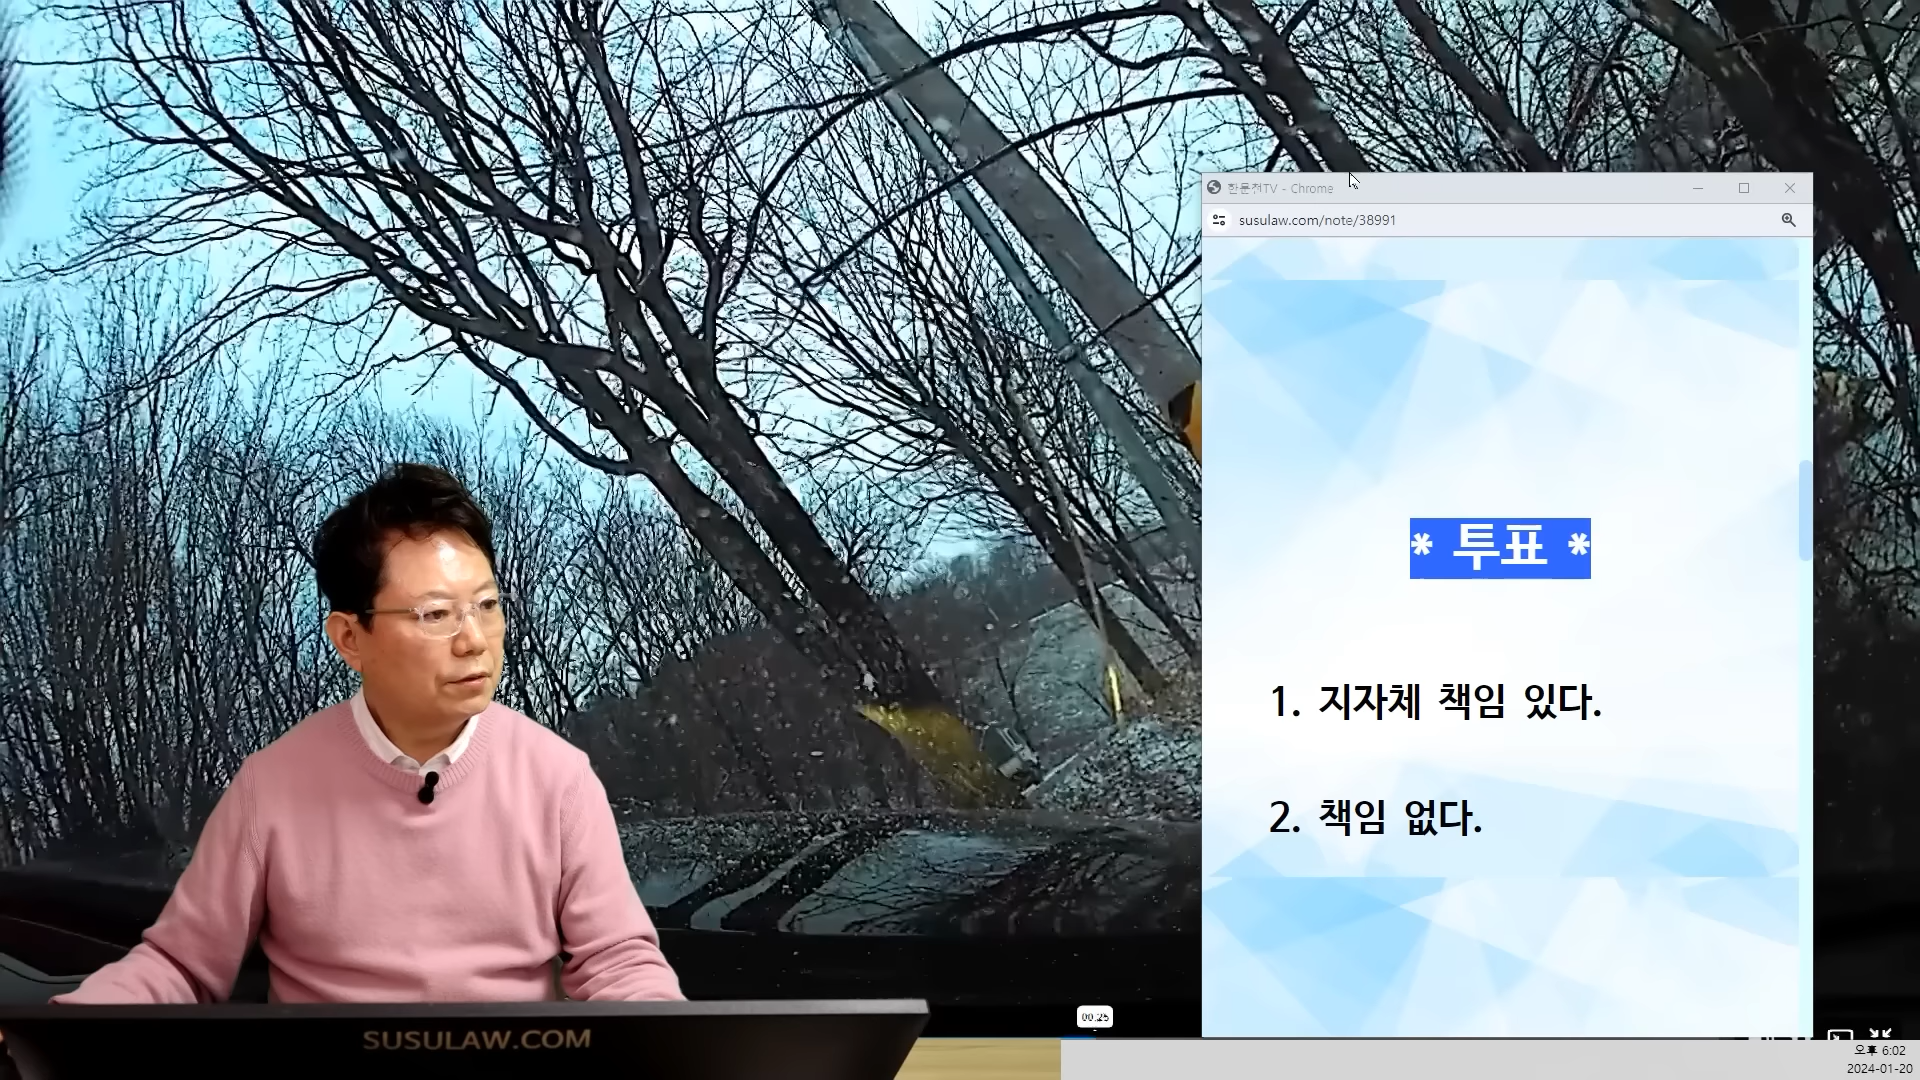 한문철TV - Chrome
susulaw.com/note/38991
* 투표 *
1. 지자체 책임 있다.
2. 책임 없다.
00:25
SUSULAW.COM
오후 6:02
2024-01-20